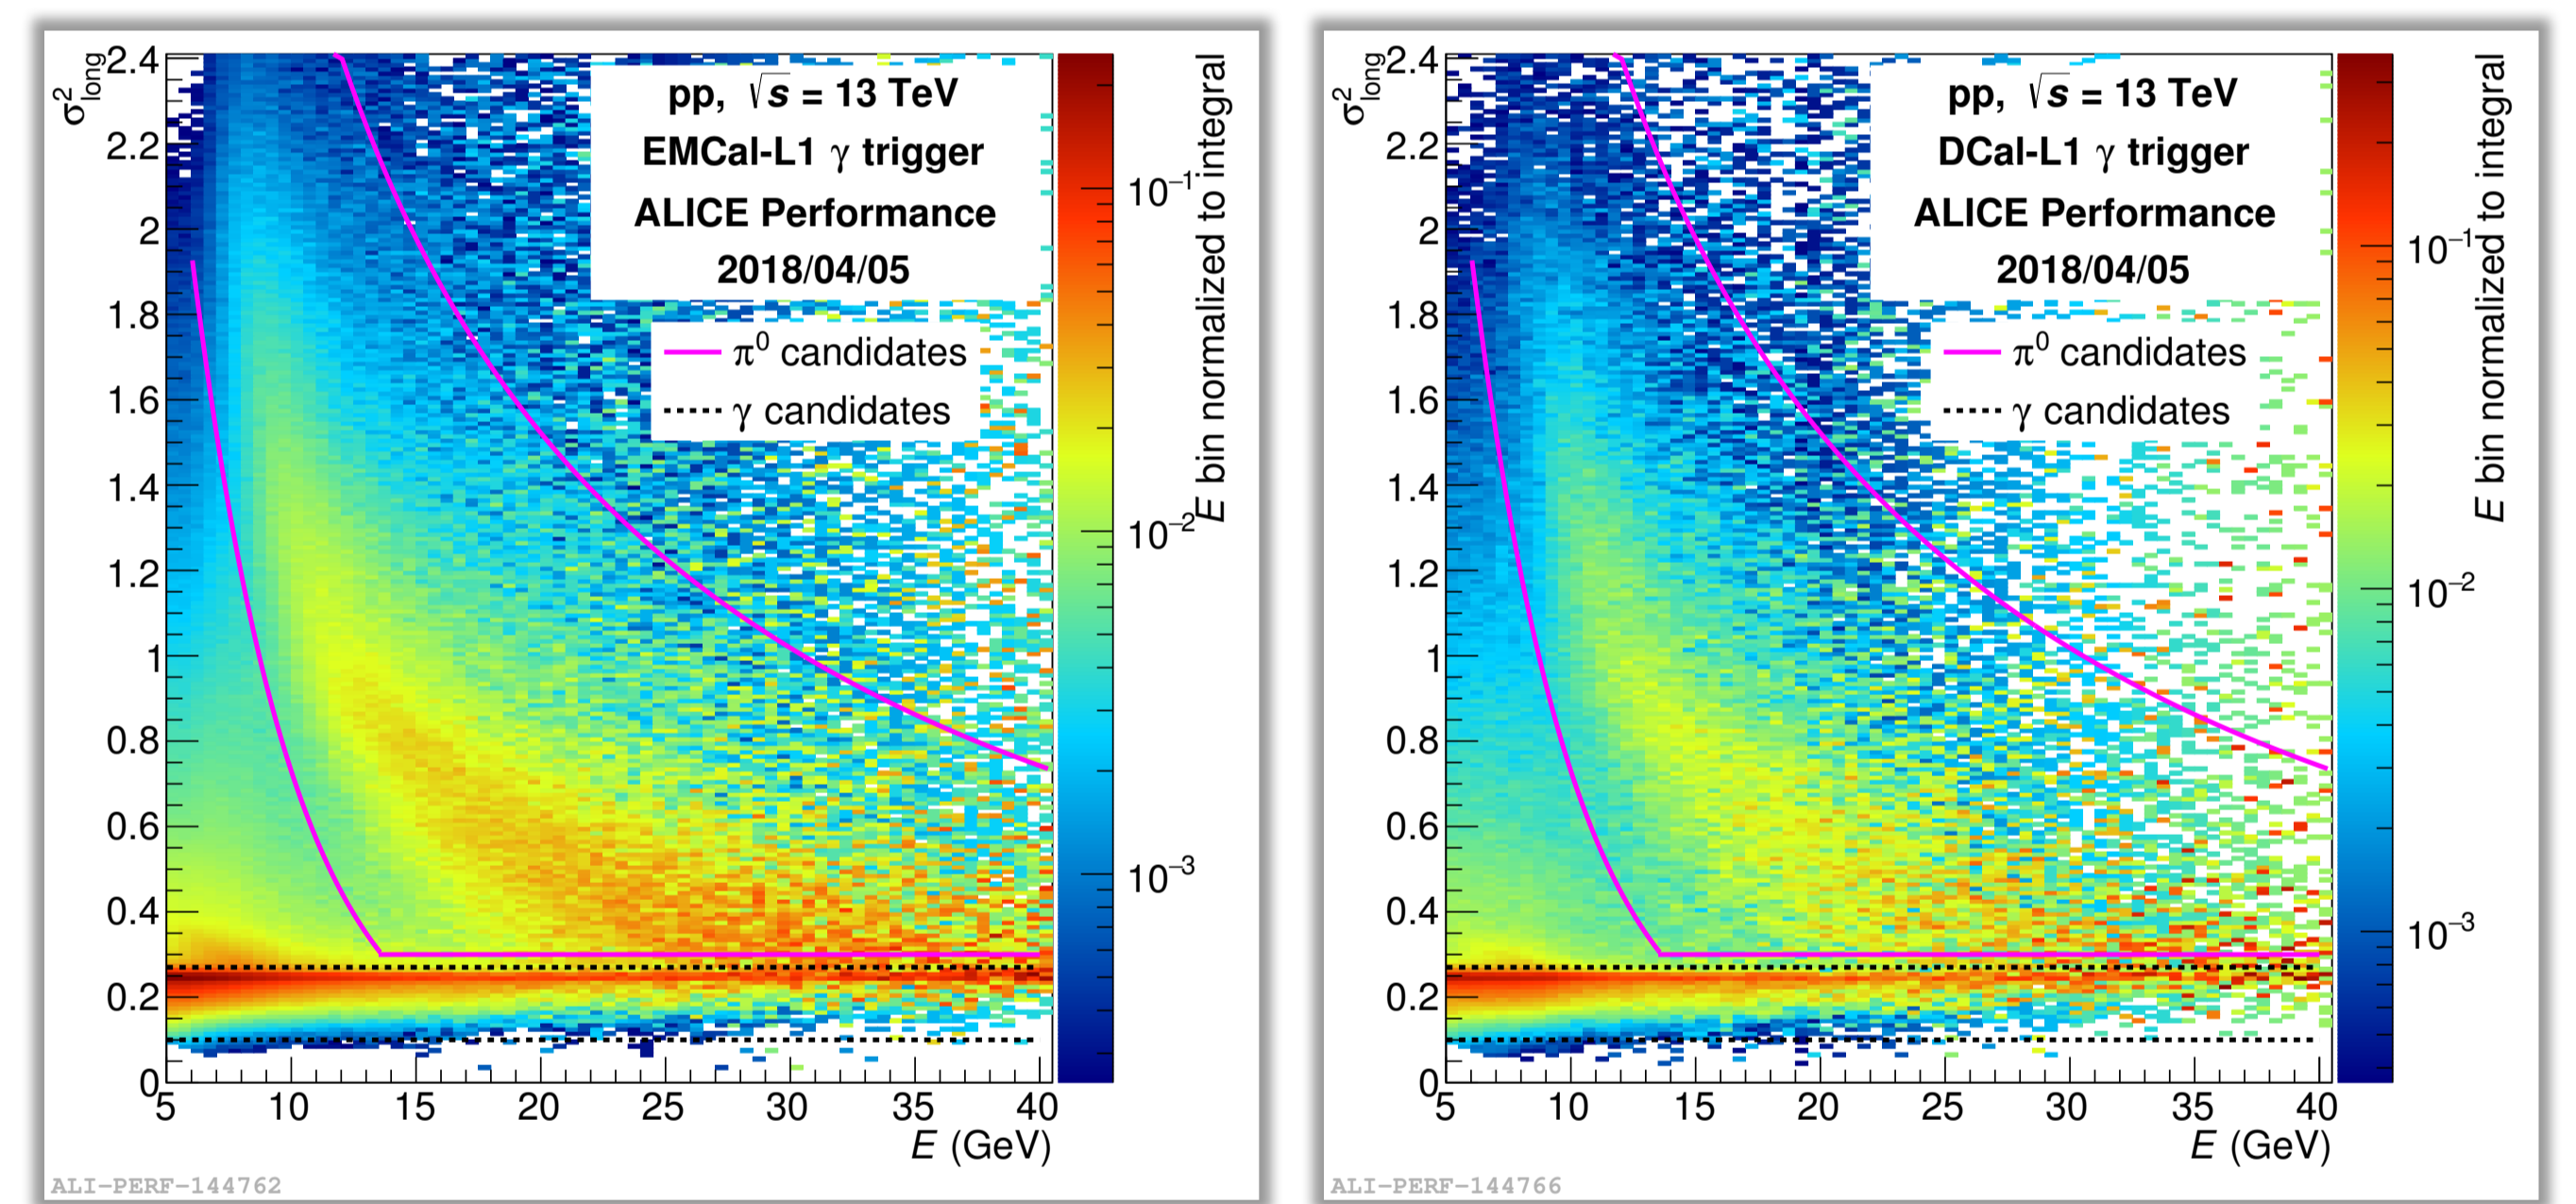 σ²long
2.4
2.2
2
1.8
1.6
1.4
1.2
1
0.8
0.6
0.4
0.2
0
5 10 15 20 25 30 35 40
E (GeV)
pp, √s = 13 TeV
EMCal-L1 γ trigger
ALICE Performance
2018/04/05
π⁰ candidates
γ candidates
10⁻¹
10⁻²
10⁻³
E bin normalized to integral
ALI-PERF-144762
σ²long
2.4
2.2
2
1.8
1.6
1.4
1.2
1
0.8
0.6
0.4
0.2
0
5 10 15 20 25 30 35 40
E (GeV)
pp, √s = 13 TeV
DCal-L1 γ trigger
ALICE Performance
2018/04/05
π⁰ candidates
γ candidates
10⁻¹
10⁻²
10⁻³
E bin normalized to integral
ALI-PERF-144766